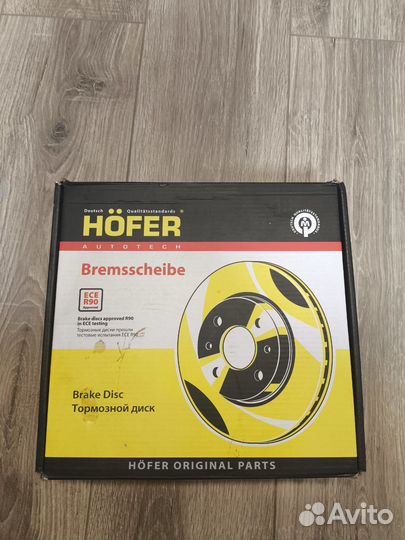 Deutsch Qualitätsstandards ®
HÖFER
AUTOTECH
Bremsscheibe
ECE
R90
Approved
Brake discs approved R90
in ECE testing
Тормозные диски прошли
тестовые испытания ECE R90
Brake Disc
Тормозной диск
HÖFER ORIGINAL PARTS
Avito